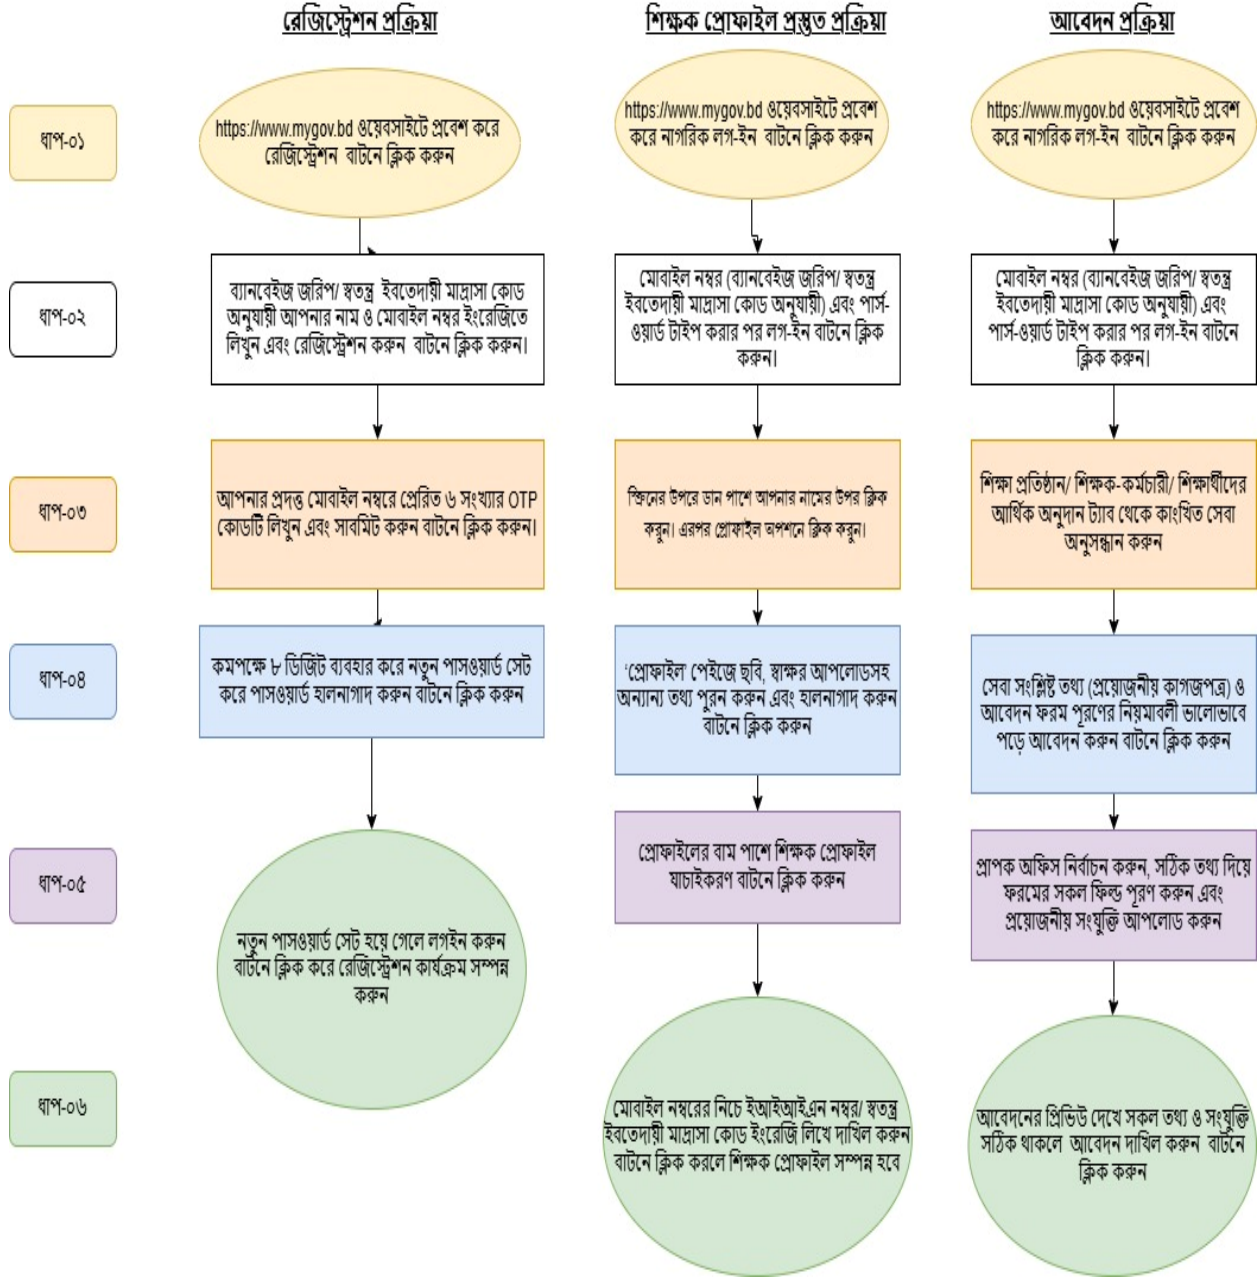 রেজিস্ট্রেশন প্রক্রিয়া
শিক্ষক প্রোফাইল প্রস্তুত প্রক্রিয়া
আবেদন প্রক্রিয়া
ধাপ-০১
https://www.mygov.bd ওয়েবসাইটে প্রবেশ করে
রেজিস্ট্রেশন বাটনে ক্লিক করুন
https://www.mygov.bd ওয়েবসাইটে প্রবেশ
করে নাগরিক লগ-ইন বাটনে ক্লিক করুন
https://www.mygov.bd ওয়েবসাইটে প্রবেশ
করে নাগরিক লগ-ইন বাটনে ক্লিক করুন
ধাপ-০২
ব্যানবেইজ জরিপ/ স্বতন্ত্র ইবতেদায়ী মাদ্রাসা কোড
অনুযায়ী আপনার নাম ও মোবাইল নম্বর ইংরেজিতে
লিখুন এবং রেজিস্ট্রেশন করুন বাটনে ক্লিক করুন।
মোবাইল নম্বর (ব্যানবেইজ জরিপ/ স্বতন্ত্র
ইবতেদায়ী মাদ্রাসা কোড অনুযায়ী) এবং পার্স-
ওয়ার্ড টাইপ করার পর লগ-ইন বাটনে ক্লিক
করুন।
মোবাইল নম্বর (ব্যানবেইজ জরিপ/ স্বতন্ত্র
ইবতেদায়ী মাদ্রাসা কোড অনুযায়ী) এবং
পার্স-ওয়ার্ড টাইপ করার পর লগ-ইন বাটনে
ক্লিক করুন।
ধাপ-০৩
আপনার প্রদত্ত মোবাইল নম্বরে প্রেরিত ৬ সংখ্যার OTP
কোডটি লিখুন এবং সাবমিট করুন বাটনে ক্লিক করুন।
স্ক্রিনের উপরে ডান পাশে আপনার নামের উপর ক্লিক
করুন। এরপর প্রোফাইল অপশনে ক্লিক করুন।
শিক্ষা প্রতিষ্ঠান/ শিক্ষক-কর্মচারী/ শিক্ষার্থীদের
আর্থিক অনুদান ট্যাব থেকে কাংখিত সেবা
অনুসন্ধান করুন
ধাপ-০৪
কমপক্ষে ৮ ডিজিট ব্যবহার করে নতুন পাসওয়ার্ড সেট
করে পাসওয়ার্ড হালনাগাদ করুন বাটনে ক্লিক করুন
‘প্রোফাইল’ পেইজে ছবি, স্বাক্ষর আপলোডসহ
অন্যান্য তথ্য পুরন করুন এবং হালনাগাদ করুন
বাটনে ক্লিক করুন
সেবা সংশ্লিষ্ট তথ্য (প্রয়োজনীয় কাগজপত্র) ও
আবেদন ফরম পূরণের নিয়মাবলী ভালোভাবে
পড়ে আবেদন করুন বাটনে ক্লিক করুন
ধাপ-০৫
নতুন পাসওয়ার্ড সেট হয়ে গেলে লগইন করুন
বাটনে ক্লিক করে রেজিস্ট্রেশন কার্যক্রম সম্পন্ন
করুন
প্রোফাইলের বাম পাশে শিক্ষক প্রোফাইল
যাচাইকরণ বাটনে ক্লিক করুন
প্রাপক অফিস নির্বাচন করুন, সঠিক তথ্য দিয়ে
ফরমের সকল ফিল্ড পূরণ করুন এবং
প্রয়োজনীয় সংযুক্তি আপলোড করুন
ধাপ-০৬
মোবাইল নম্বরের নিচে ইআইআইএন নম্বর/ স্বতন্ত্র
ইবতেদায়ী মাদ্রাসা কোড ইংরেজি লিখে দাখিল করুন
বাটনে ক্লিক করলে শিক্ষক প্রোফাইল সম্পন্ন হবে
আবেদনের প্রিভিউ দেখে সকল তথ্য ও সংযুক্তি
সঠিক থাকলে আবেদন দাখিল করুন বাটনে
ক্লিক করুন